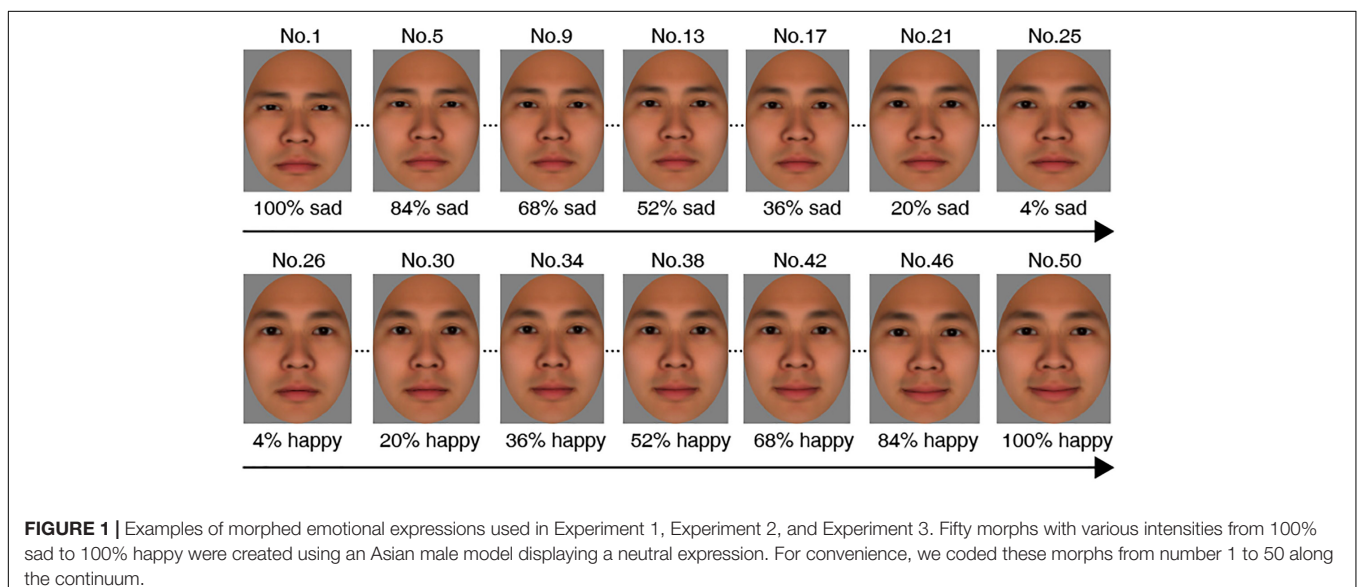 No.1 No.5 No.9 No.13 No.17 No.21 No.25
100% sad 84% sad 68% sad 52% sad 36% sad 20% sad 4% sad
No.26 No.30 No.34 No.38 No.42 No.46 No.50
4% happy 20% happy 36% happy 52% happy 68% happy 84% happy 100% happy
FIGURE 1 | Examples of morphed emotional expressions used in Experiment 1, Experiment 2, and Experiment 3. Fifty morphs with various intensities from 100%
sad to 100% happy were created using an Asian male model displaying a neutral expression. For convenience, we coded these morphs from number 1 to 50 along
the continuum.